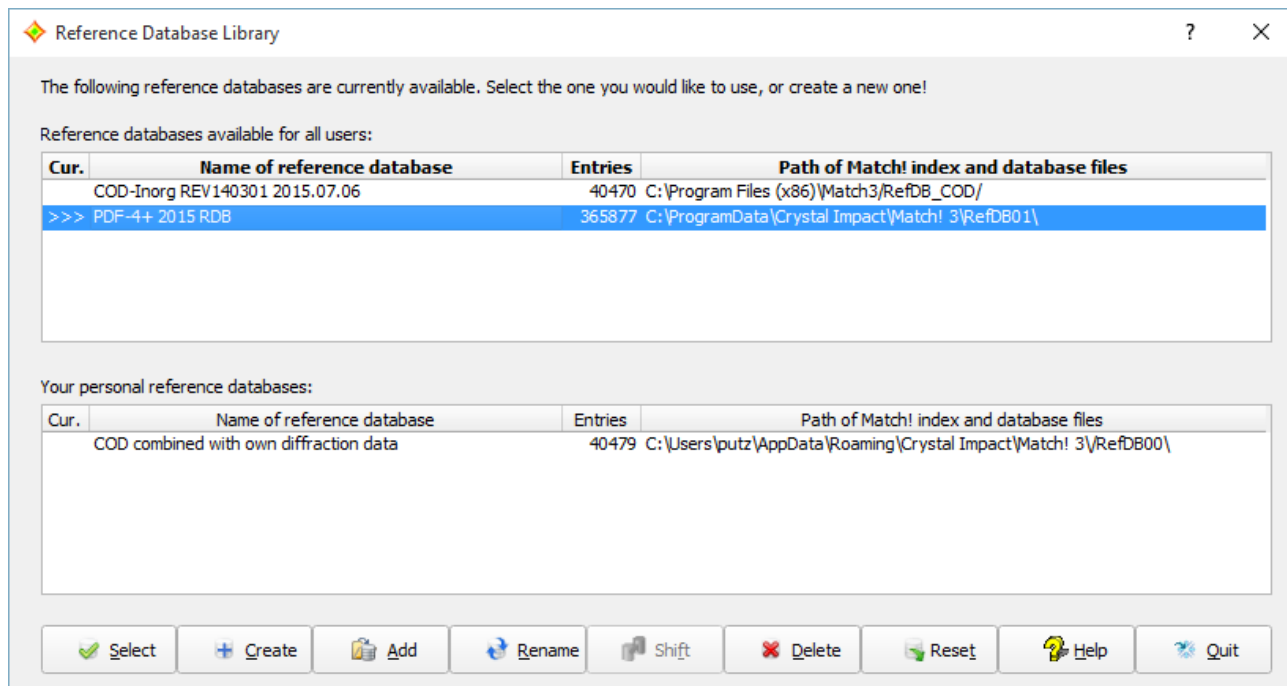 Reference Database Library ?
The following reference databases are currently available. Select the one you would like to use, or create a new one!
Reference databases available for all users:
Cur. Name of reference database Entries Path of Match! index and database files
COD-Inorg REV140301 2015.07.06 40470 C:\Program Files (x86)\Match3/RefDB_COD/
>>> PDF-4+ 2015 RDB 365877 C:\ProgramData\Crystal Impact\Match! 3\RefDB01\
Your personal reference databases:
Cur. Name of reference database Entries Path of Match! index and database files
COD combined with own diffraction data 40479 C:\Users\putz\AppData\Roaming\Crystal Impact\Match! 3\/RefDB00\
Select Create Add Rename Shift Delete Reset Help Quit